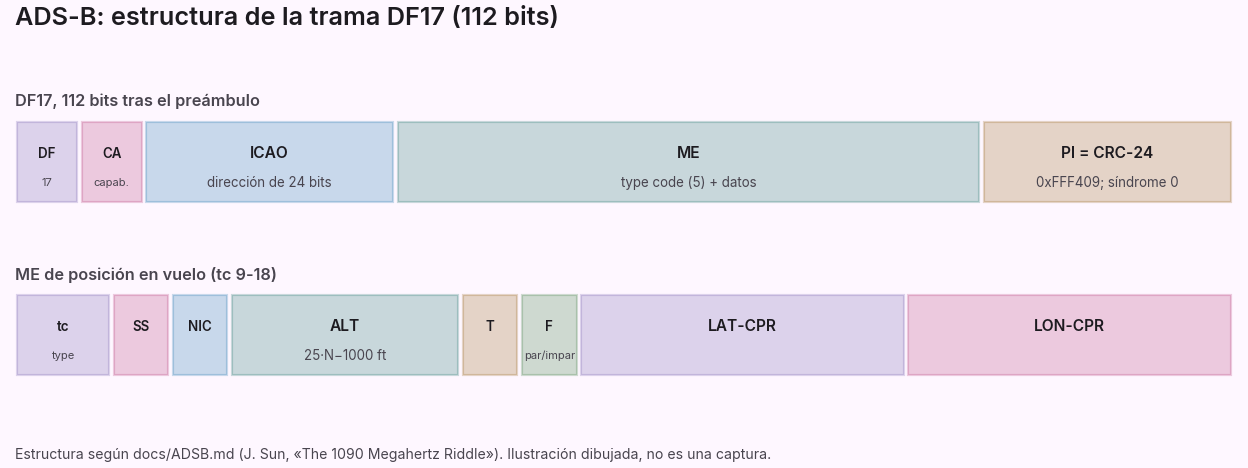 ADS-B: estructura de la trama DF17 (112 bits)
DF17, 112 bits tras el preámbulo
DF CA ICAO ME PI = CRC-24
17 capab. dirección de 24 bits type code (5) + datos 0xFFF409; síndrome 0
ME de posición en vuelo (tc 9-18)
tc SS NIC ALT T F LAT-CPR LON-CPR
type 25·N−1000 ft par/impar
Estructura según docs/ADSB.md (J. Sun, «The 1090 Megahertz Riddle»). Ilustración dibujada, no es una captura.